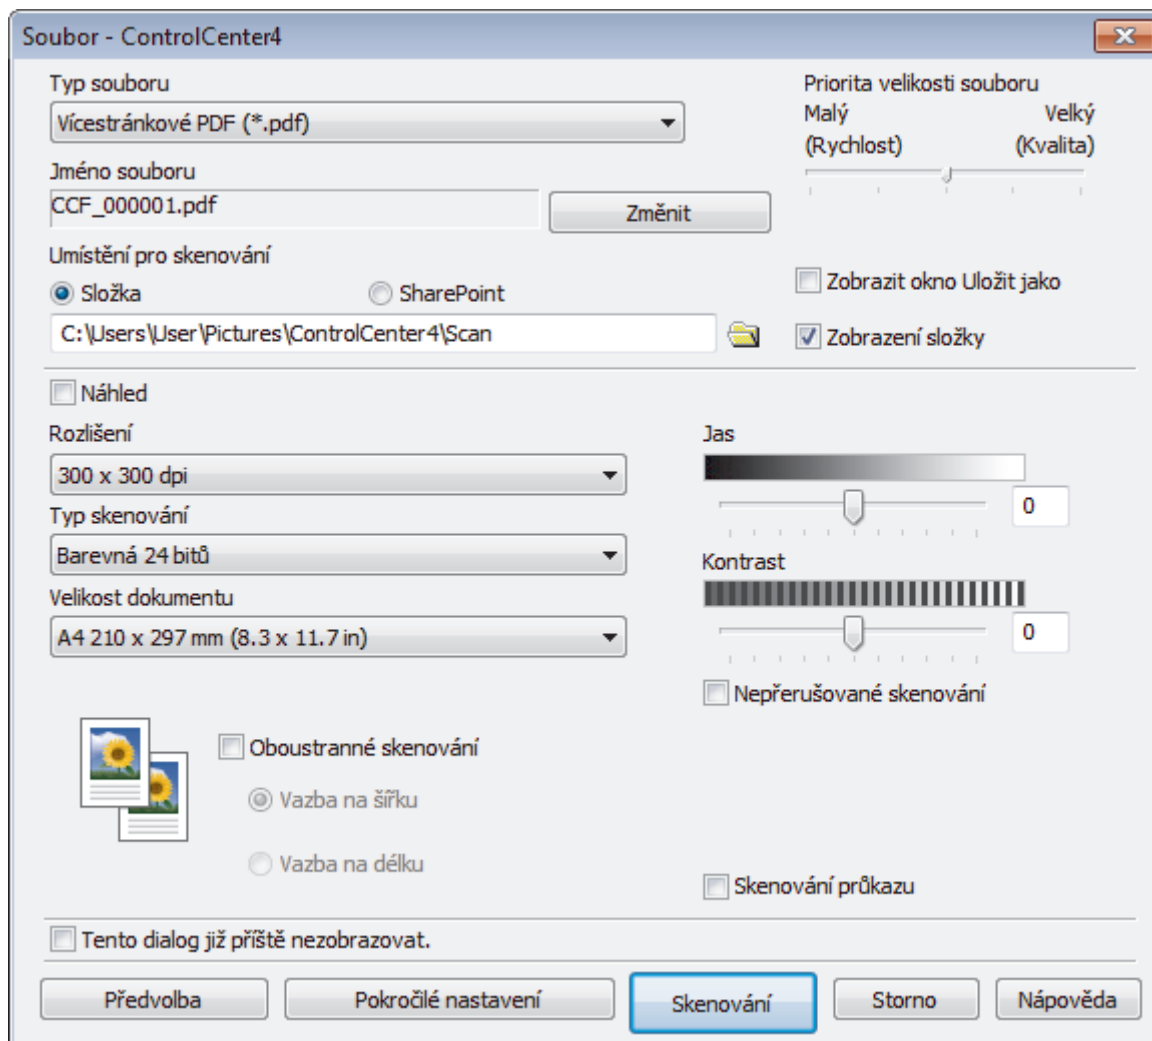 Soubor - ControlCenter4
Typ souboru
Vícestránkové PDF (*.pdf)
Priorita velikosti souboru
Malý Velký
(Rychlost) (Kvalita)
Jméno souboru
CCF_000001.pdf
Změnit
Umístění pro skenování
Složka SharePoint
C:\Users\User\Pictures\ControlCenter4\Scan
Zobrazit okno Uložit jako
Zobrazení složky
Náhled
Rozlišení
300 x 300 dpi
Typ skenování
Barevná 24 bitů
Velikost dokumentu
A4 210 x 297 mm (8.3 x 11.7 in)
Jas
0
Kontrast
0
Nepřerušované skenování
Oboustranné skenování
Vazba na šířku
Vazba na délku
Skenování průkazu
Tento dialog již příště nezobrazovat.
Předvolba Pokročilé nastavení Skenování Storno Nápověda